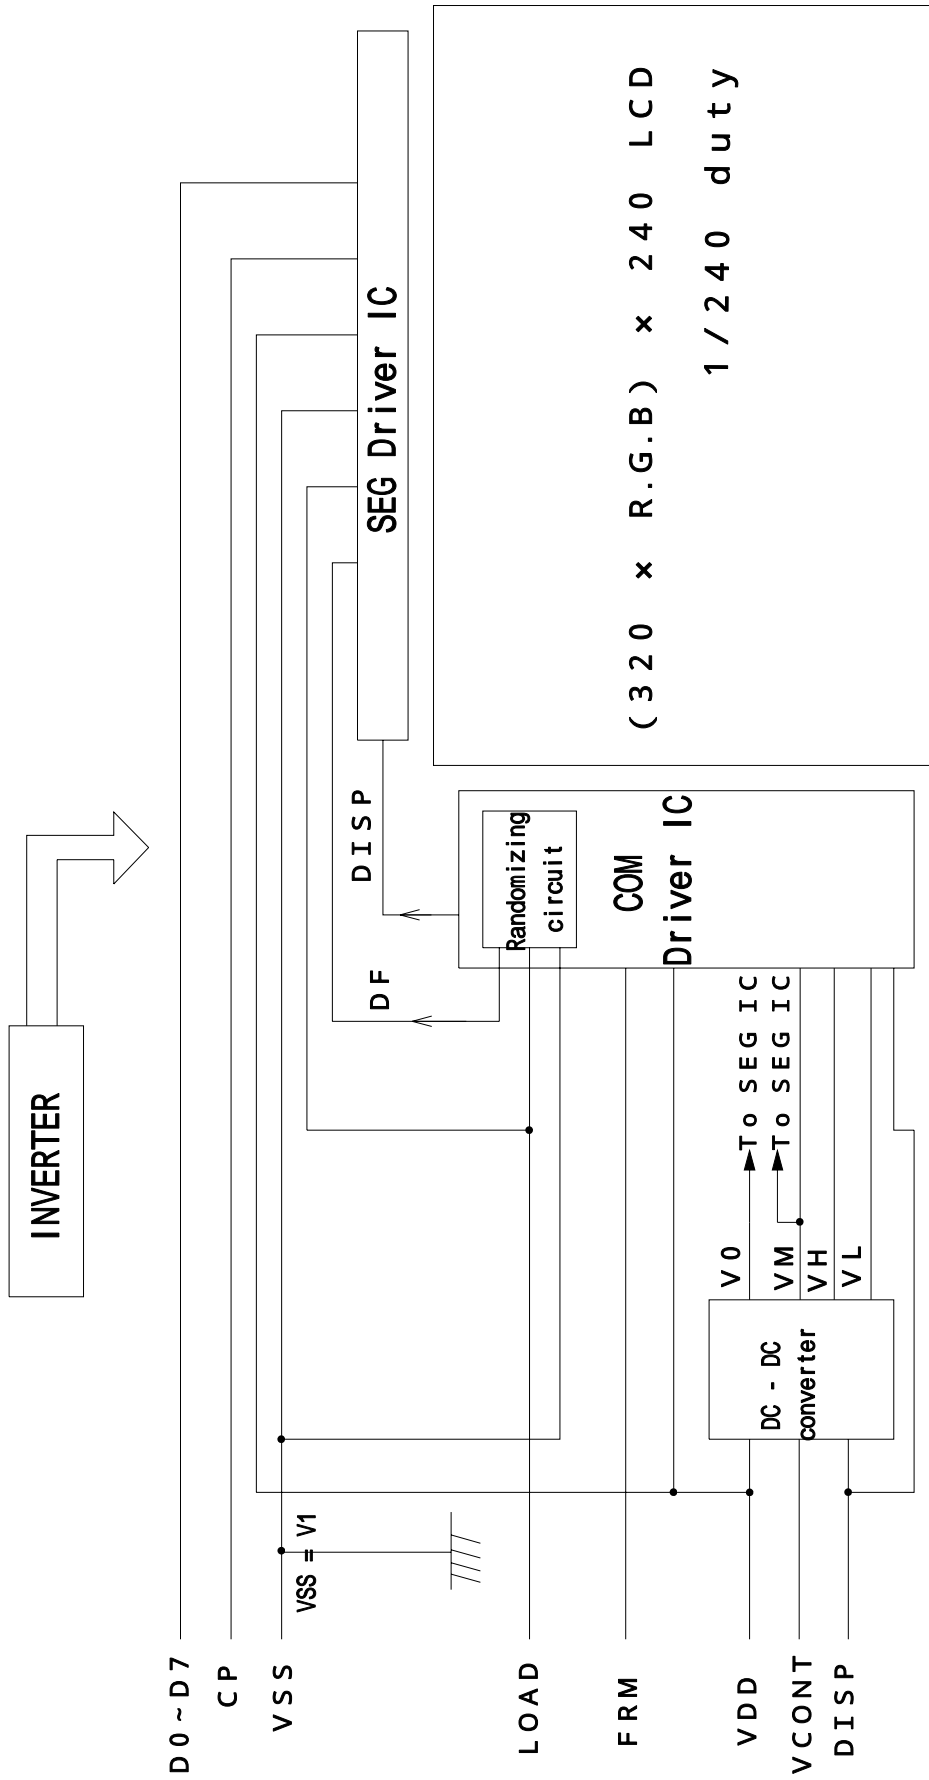 INVERTER
D0~D7
CP
VSS
VSS = V1
LOAD
FRM
VDD
VCONT
DISP
DC - DC
converter
V0
VM
VH
VL
To SEG IC
To SEG IC
DF
DISP
Randomizing
circuit
COM
Driver IC
SEG Driver IC
(320 × R.G.B) × 240 LCD
1/240 duty